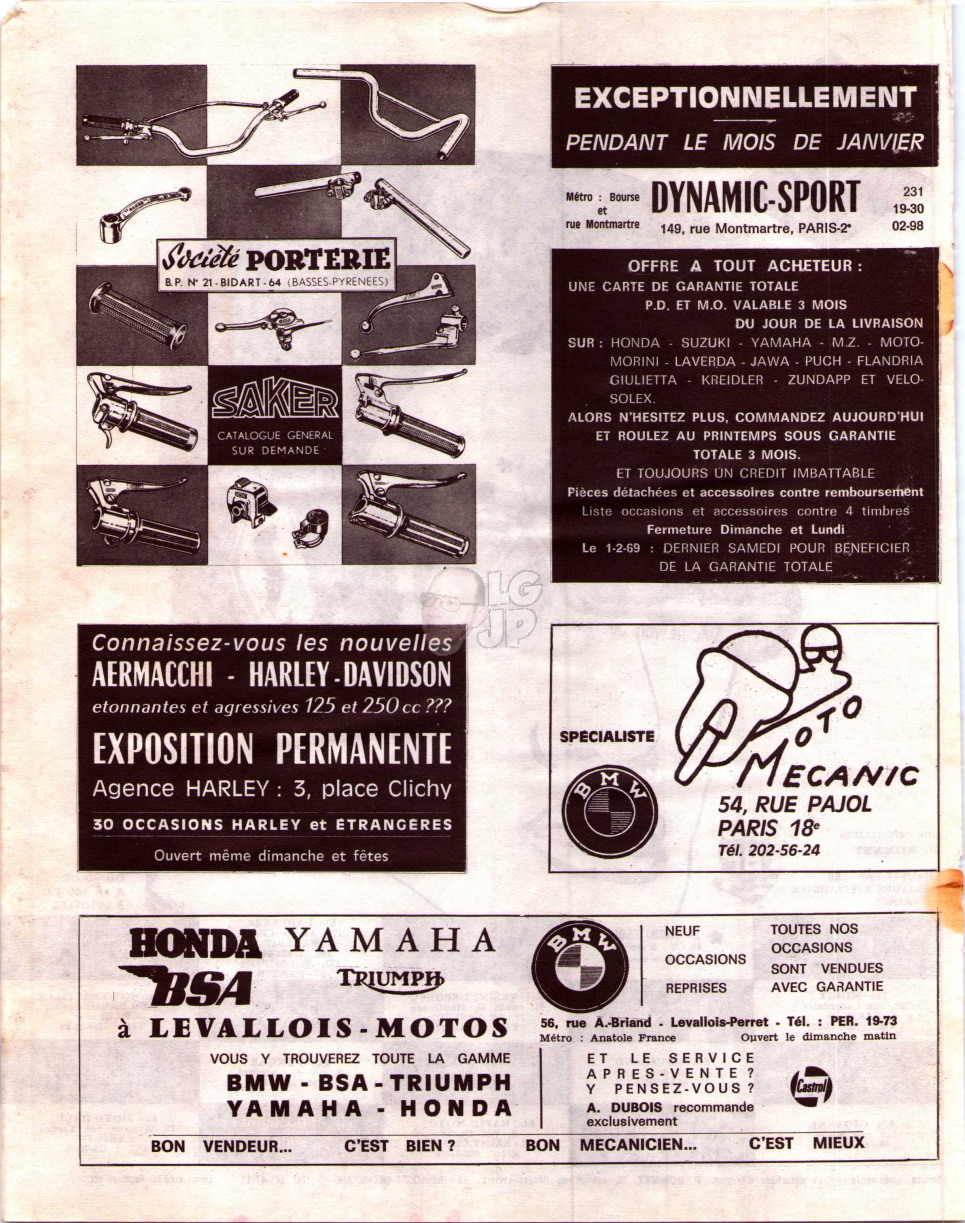 Société PORTERIE
B.P. N° 21 - BIDART - 64 (BASSES-PYRENEES)
SAKER
CATALOGUE GENERAL
SUR DEMANDE
EXCEPTIONNELLEMENT
PENDANT LE MOIS DE JANVIER
Métro : Bourse
et
rue Montmartre
DYNAMIC-SPORT
149, rue Montmartre, PARIS-2e
231
19-30
02-98
OFFRE A TOUT ACHETEUR :
UNE CARTE DE GARANTIE TOTALE
P.D. ET M.O. VALABLE 3 MOIS
DU JOUR DE LA LIVRAISON
SUR : HONDA - SUZUKI - YAMAHA - M.Z. - MOTO-
MORINI - LAVERDA - JAWA - PUCH - FLANDRIA
GIULIETTA - KREIDLER - ZUNDAPP ET VELO-
SOLEX.
ALORS N'HESITEZ PLUS, COMMANDEZ AUJOURD'HUI
ET ROULEZ AU PRINTEMPS SOUS GARANTIE
TOTALE 3 MOIS.
ET TOUJOURS UN CREDIT IMBATTABLE
Pièces détachées et accessoires contre remboursement
Liste occasions et accessoires contre 4 timbres
Fermeture Dimanche et Lundi
Le 1-2-69 : DERNIER SAMEDI POUR BENEFICIER
DE LA GARANTIE TOTALE
LG
JP
Connaissez-vous les nouvelles
AERMACCHI - HARLEY-DAVIDSON
etonnantes et agressives 125 et 250 cc ???
EXPOSITION PERMANENTE
Agence HARLEY : 3, place Clichy
30 OCCASIONS HARLEY et ÉTRANGÈRES
Ouvert même dimanche et fêtes
SPÉCIALISTE
BMW
MOTO
MECANIC
54, RUE PAJOL
PARIS 18e
Tél. 202-56-24
HONDA YAMAHA
BSA TRIUMPH
à LEVALLOIS-MOTOS
VOUS Y TROUVEREZ TOUTE LA GAMME
BMW - BSA - TRIUMPH
YAMAHA - HONDA
BMW
NEUF
OCCASIONS
REPRISES
TOUTES NOS
OCCASIONS
SONT VENDUES
AVEC GARANTIE
56, rue A.-Briand - Levallois-Perret - Tél. : PER. 19-73
Métro : Anatole France Ouvert le dimanche matin
ET LE SERVICE
APRES-VENTE ?
Y PENSEZ-VOUS ?
A. DUBOIS recommande
exclusivement
Castrol
BON VENDEUR... C'EST BIEN ? BON MECANICIEN... C'EST MIEUX